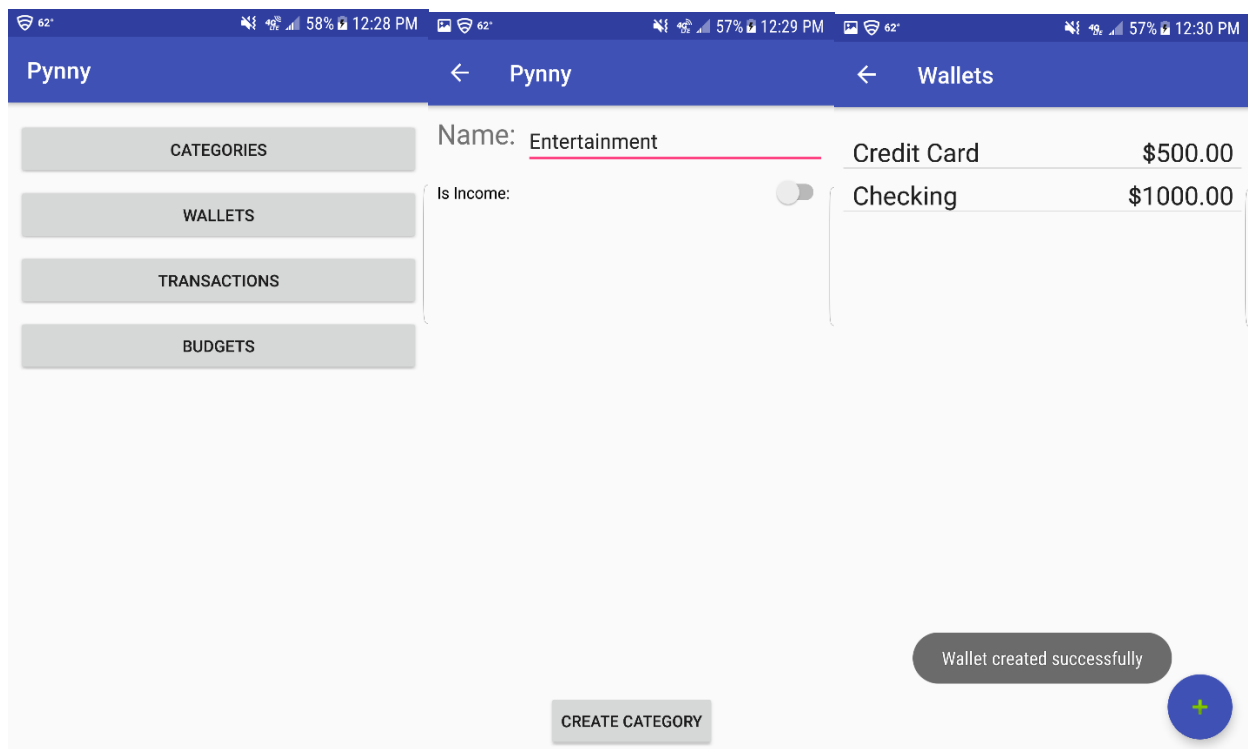 62°
58% 12:28 PM
Pynny
CATEGORIES
WALLETS
TRANSACTIONS
BUDGETS
62°
57% 12:29 PM
Pynny
Name: Entertainment
Is Income:
CREATE CATEGORY
62°
57% 12:30 PM
Wallets
Credit Card $500.00
Checking $1000.00
Wallet created successfully
+